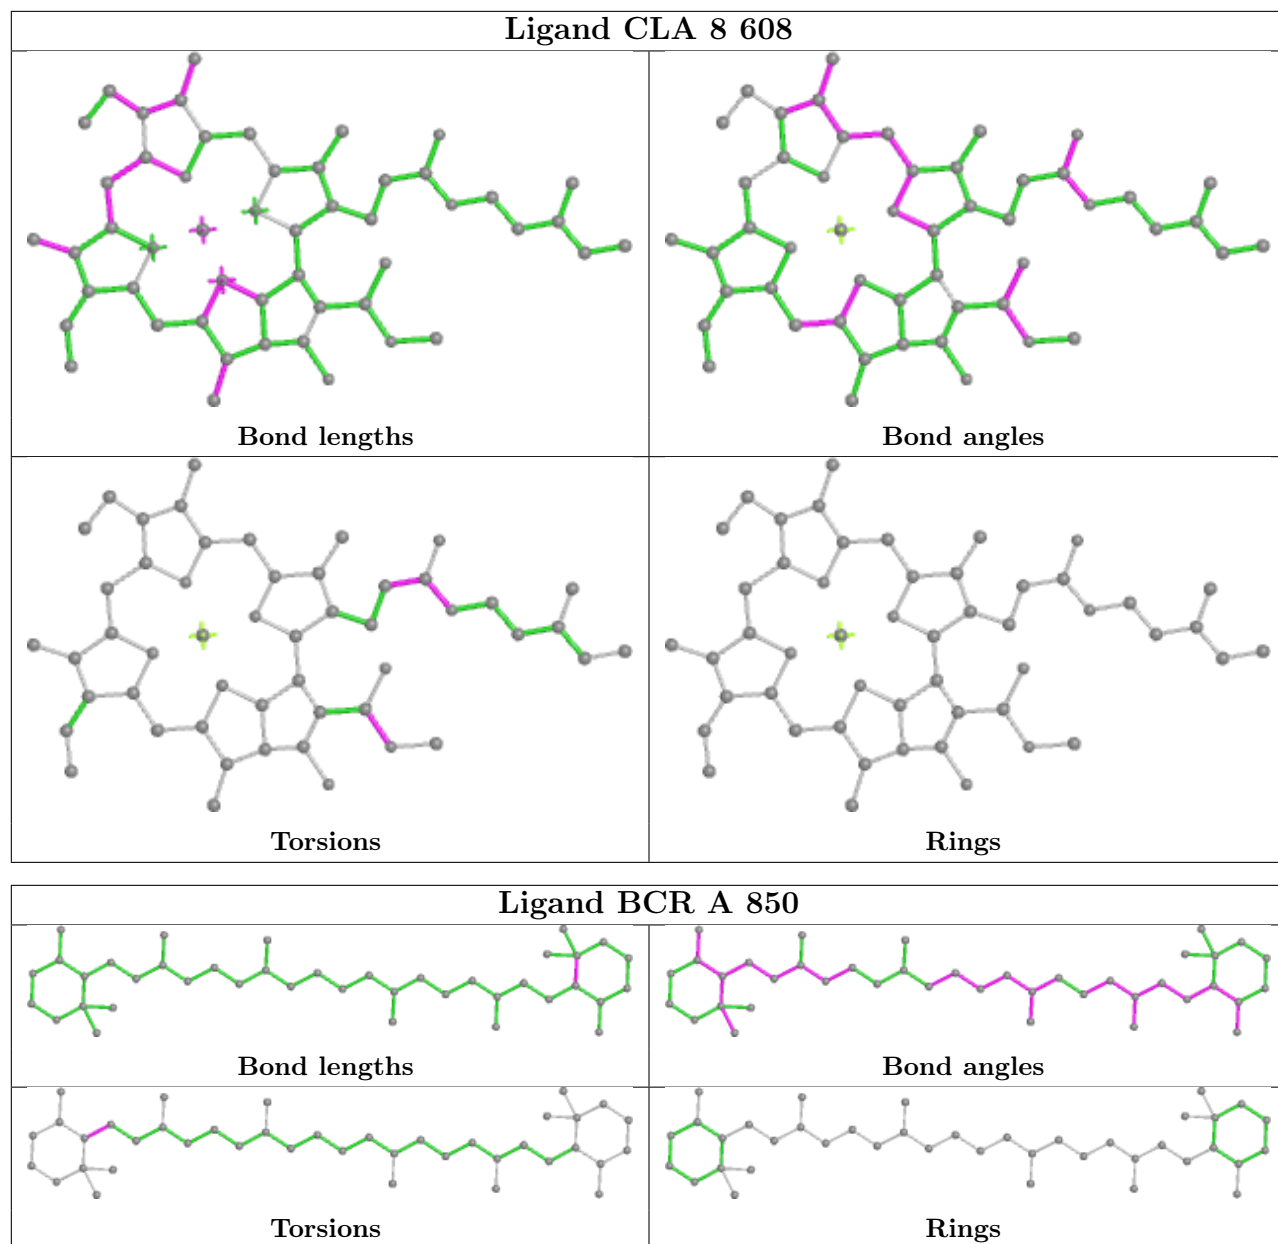 Ligand CLA 8 608
Bond lengths
Bond angles
Torsions
Rings
Ligand BCR A 850
Bond lengths
Bond angles
Torsions
Rings